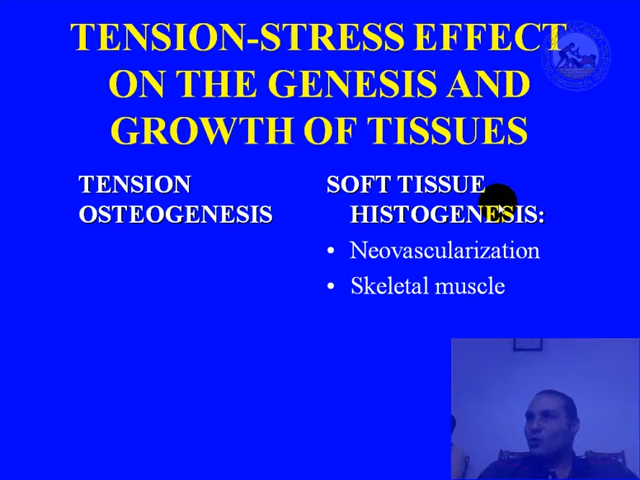 TENSION-STRESS EFFECT
ON THE GENESIS AND
GROWTH OF TISSUES
TENSION
OSTEOGENESIS
SOFT TISSUE
HISTOGENESIS:
• Neovascularization
• Skeletal muscle